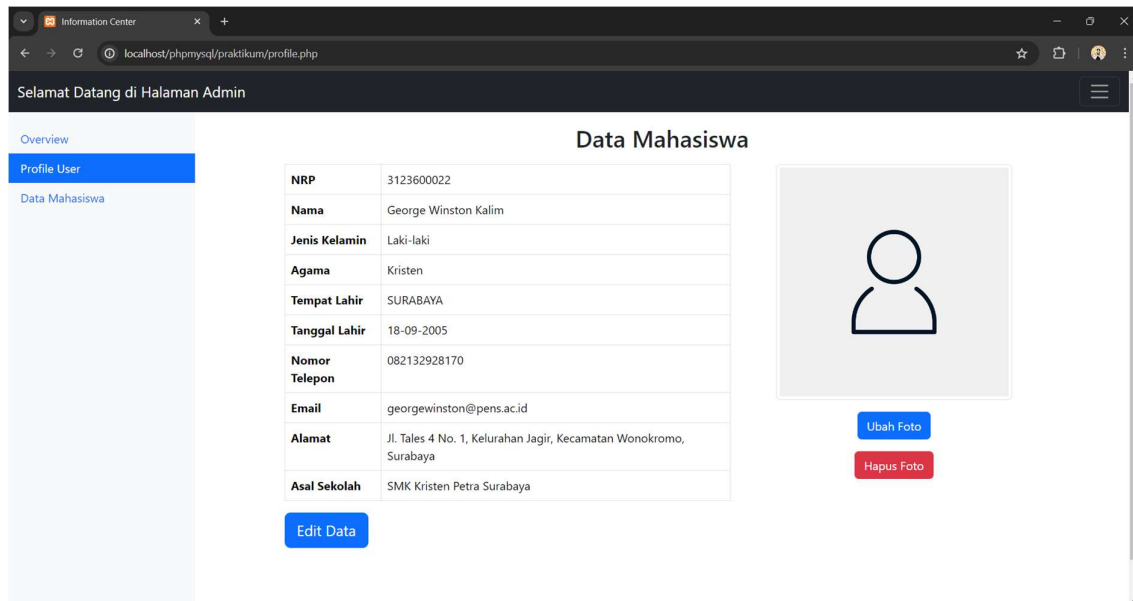 Information Center
localhost/phpmysql/praktikum/profile.php
Selamat Datang di Halaman Admin
Overview
Profile User
Data Mahasiswa
Data Mahasiswa
NRP 3123600022
Nama George Winston Kalim
Jenis Kelamin Laki-laki
Agama Kristen
Tempat Lahir SURABAYA
Tanggal Lahir 18-09-2005
Nomor 082132928170
Telepon
Email georgewinston@pens.ac.id
Alamat Jl. Tales 4 No. 1, Kelurahan Jagir, Kecamatan Wonokromo,
Surabaya
Asal Sekolah SMK Kristen Petra Surabaya
Edit Data
Ubah Foto
Hapus Foto